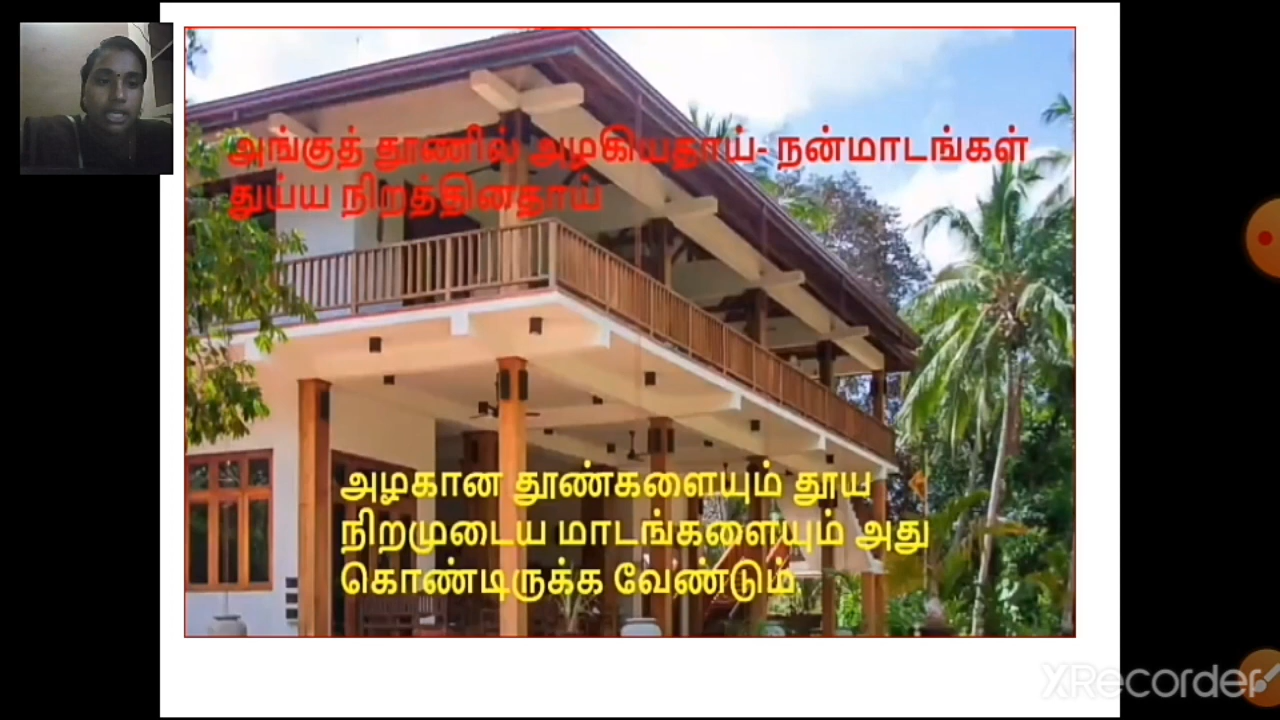 அங்குத் தூணில் அழகியதாய்- நன்மாடங்கள்
துய்ய நிறத்தினதாய்
அழகான தூண்களையும் தூய
நிறமுடைய மாடங்களையும் அது
கொண்டிருக்க வேண்டும்.
XRecorder